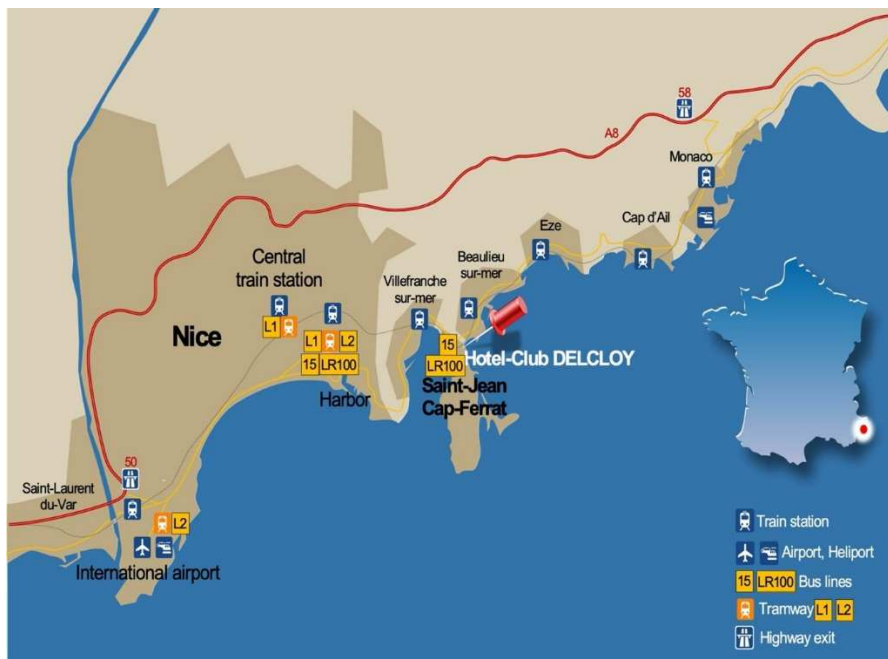 58
A8
Monaco
Cap d'Ail
Eze
Beaulieu
sur-mer
Central
train station
Villefranche
sur-mer
L1
Nice
L1
L2
15
LR100
Harbor
15
LR100
Hotel-Club DELCLOY
Saint-Jean
Cap-Ferrat
50
Saint-Laurent
du-Var
L2
International airport
Train station
Airport, Heliport
15 LR100 Bus lines
Tramway L1 L2
Highway exit